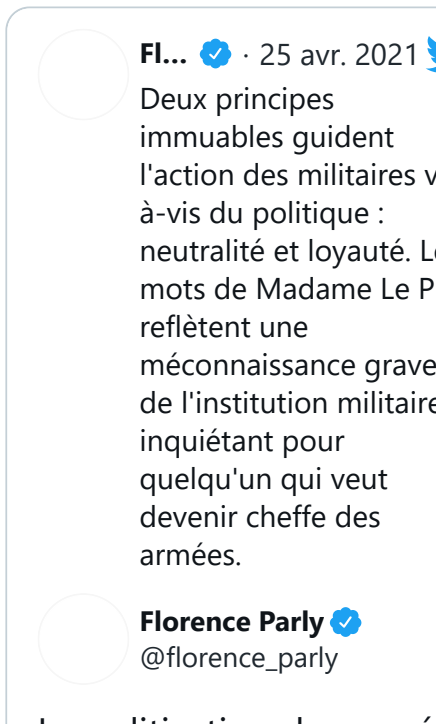 Fl... · 25 avr. 2021
Deux principes
immuables guident
l'action des militaires
à-vis du politique :
neutralité et loyauté.
mots de Madame Le
reflètent une
méconnaissance grave
de l'institution militaire
inquiétant pour
quelqu'un qui veut
devenir cheffe des
armées.
Florence Parly
@florence_parly